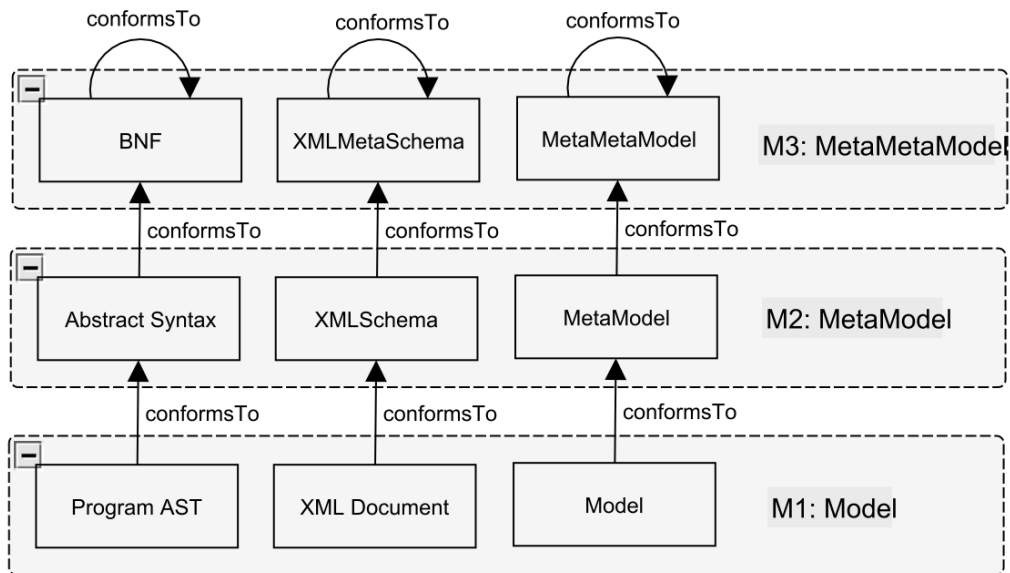 conformsTo
conformsTo
conformsTo
BNF
XMLMetaSchema
MetaMetaModel
M3: MetaMetaModel
conformsTo
conformsTo
conformsTo
Abstract Syntax
XMLSchema
MetaModel
M2: MetaModel
conformsTo
conformsTo
conformsTo
Program AST
XML Document
Model
M1: Model